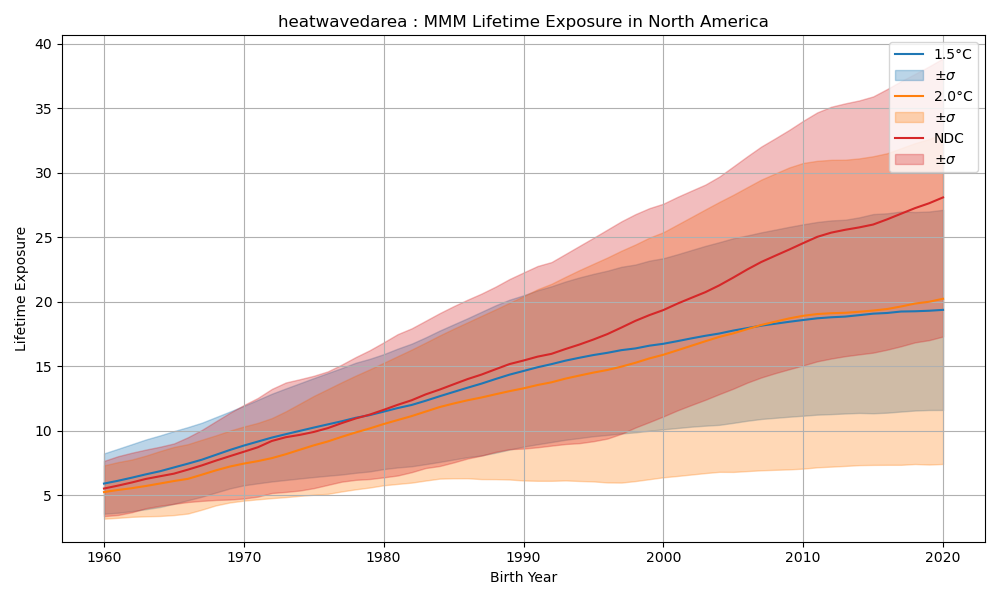 heatwavedarea : MMM Lifetime Exposure in North America
40
35
30
25
20
15
10
5
Lifetime Exposure
1960
1970
1980
1990
2000
2010
2020
Birth Year
1.5°C
±σ
2.0°C
±σ
NDC
±σ